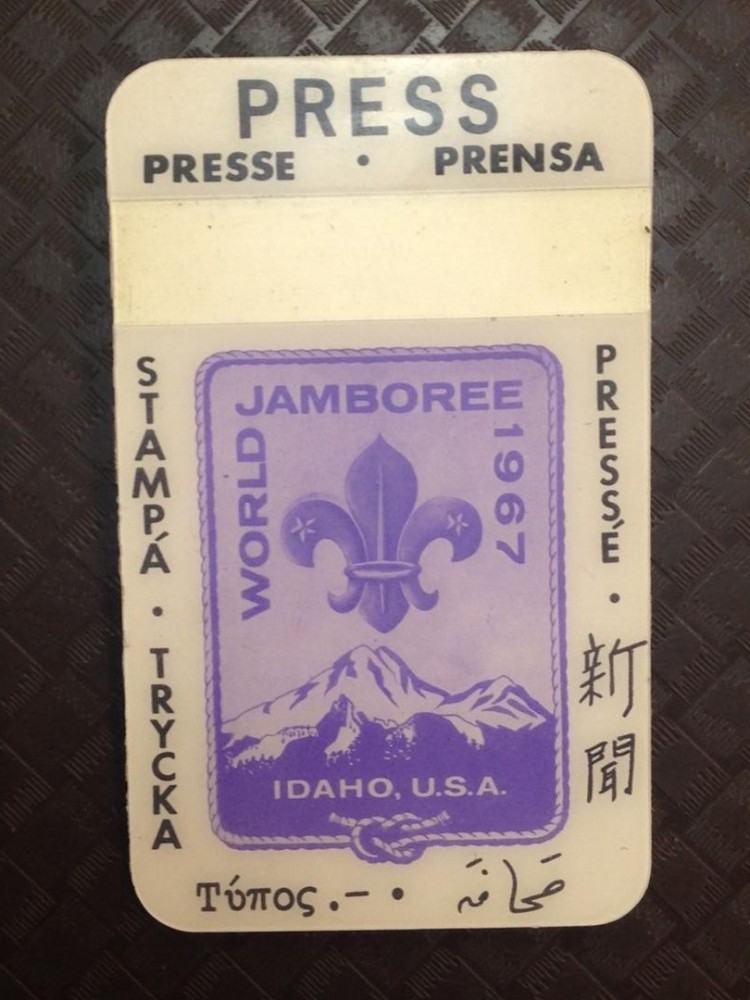 PRESS
PRESSE • PRENSA
STAMPÁ • TRYCKA
WORLD JAMBOREE 1967
IDAHO, U.S.A.
PRESSÉ • 新聞
Τύπος.– • صحافة